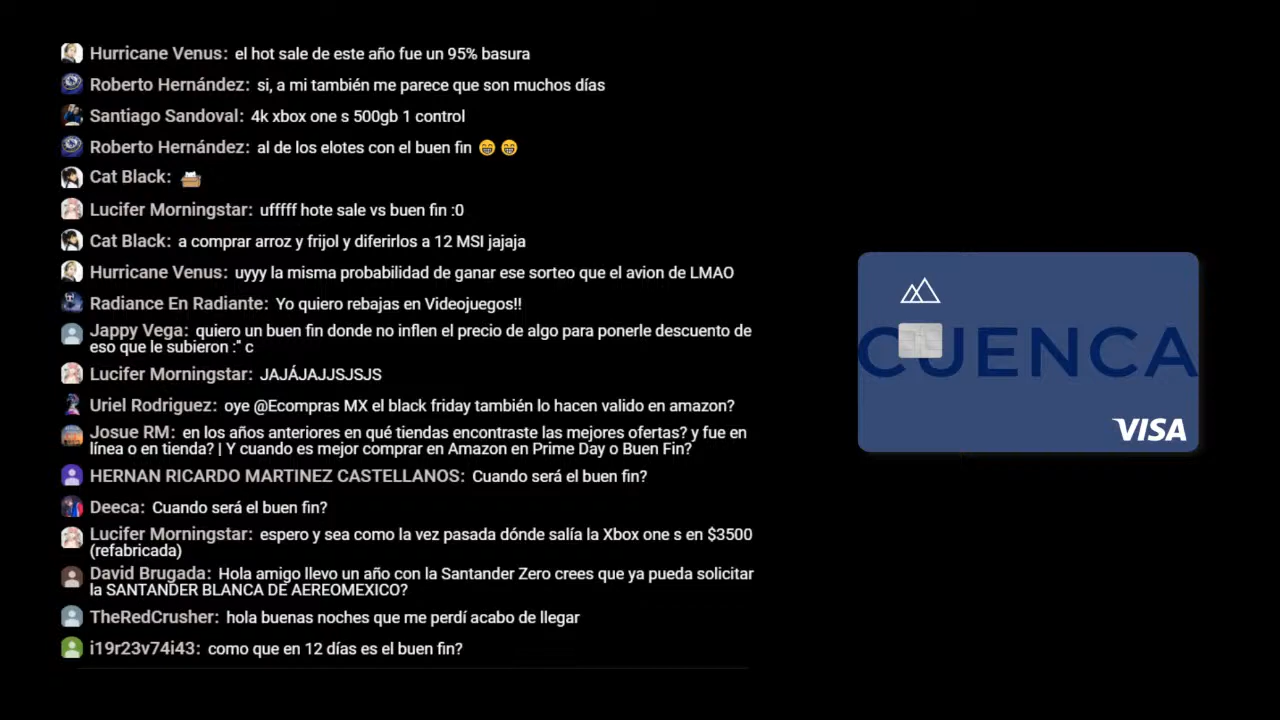 Hurricane Venus: el hot sale de este año fue un 95% basura
Roberto Hernández: si, a mi también me parece que son muchos días
Santiago Sandoval: 4k xbox one s 500gb 1 control
Roberto Hernández: al de los elotes con el buen fin 😁 😁
Cat Black:
Lucifer Morningstar: ufffff hote sale vs buen fin :0
Cat Black: a comprar arroz y frijol y diferirlos a 12 MSI jajaja
Hurricane Venus: uyyy la misma probabilidad de ganar ese sorteo que el avion de LMAO
Radiance En Radiante: Yo quiero rebajas en Videojuegos!!
Jappy Vega: quiero un buen fin donde no inflen el precio de algo para ponerle descuento de
eso que le subieron :" c
Lucifer Morningstar: JAJÁJAJJSJSJS
Uriel Rodriguez: oye @Ecompras MX el black friday también lo hacen valido en amazon?
Josue RM: en los años anteriores en qué tiendas encontraste las mejores ofertas? y fue en
línea o en tienda? | Y cuando es mejor comprar en Amazon en Prime Day o Buen Fin?
HERNAN RICARDO MARTINEZ CASTELLANOS: Cuando será el buen fin?
Deeca: Cuando será el buen fin?
Lucifer Morningstar: espero y sea como la vez pasada dónde salía la Xbox one s en $3500
(refabricada)
David Brugada: Hola amigo llevo un año con la Santander Zero crees que ya pueda solicitar
la SANTANDER BLANCA DE AEREOMEXICO?
TheRedCrusher: hola buenas noches que me perdí acabo de llegar
i19r23v74i43: como que en 12 días es el buen fin?
CUENCA
VISA